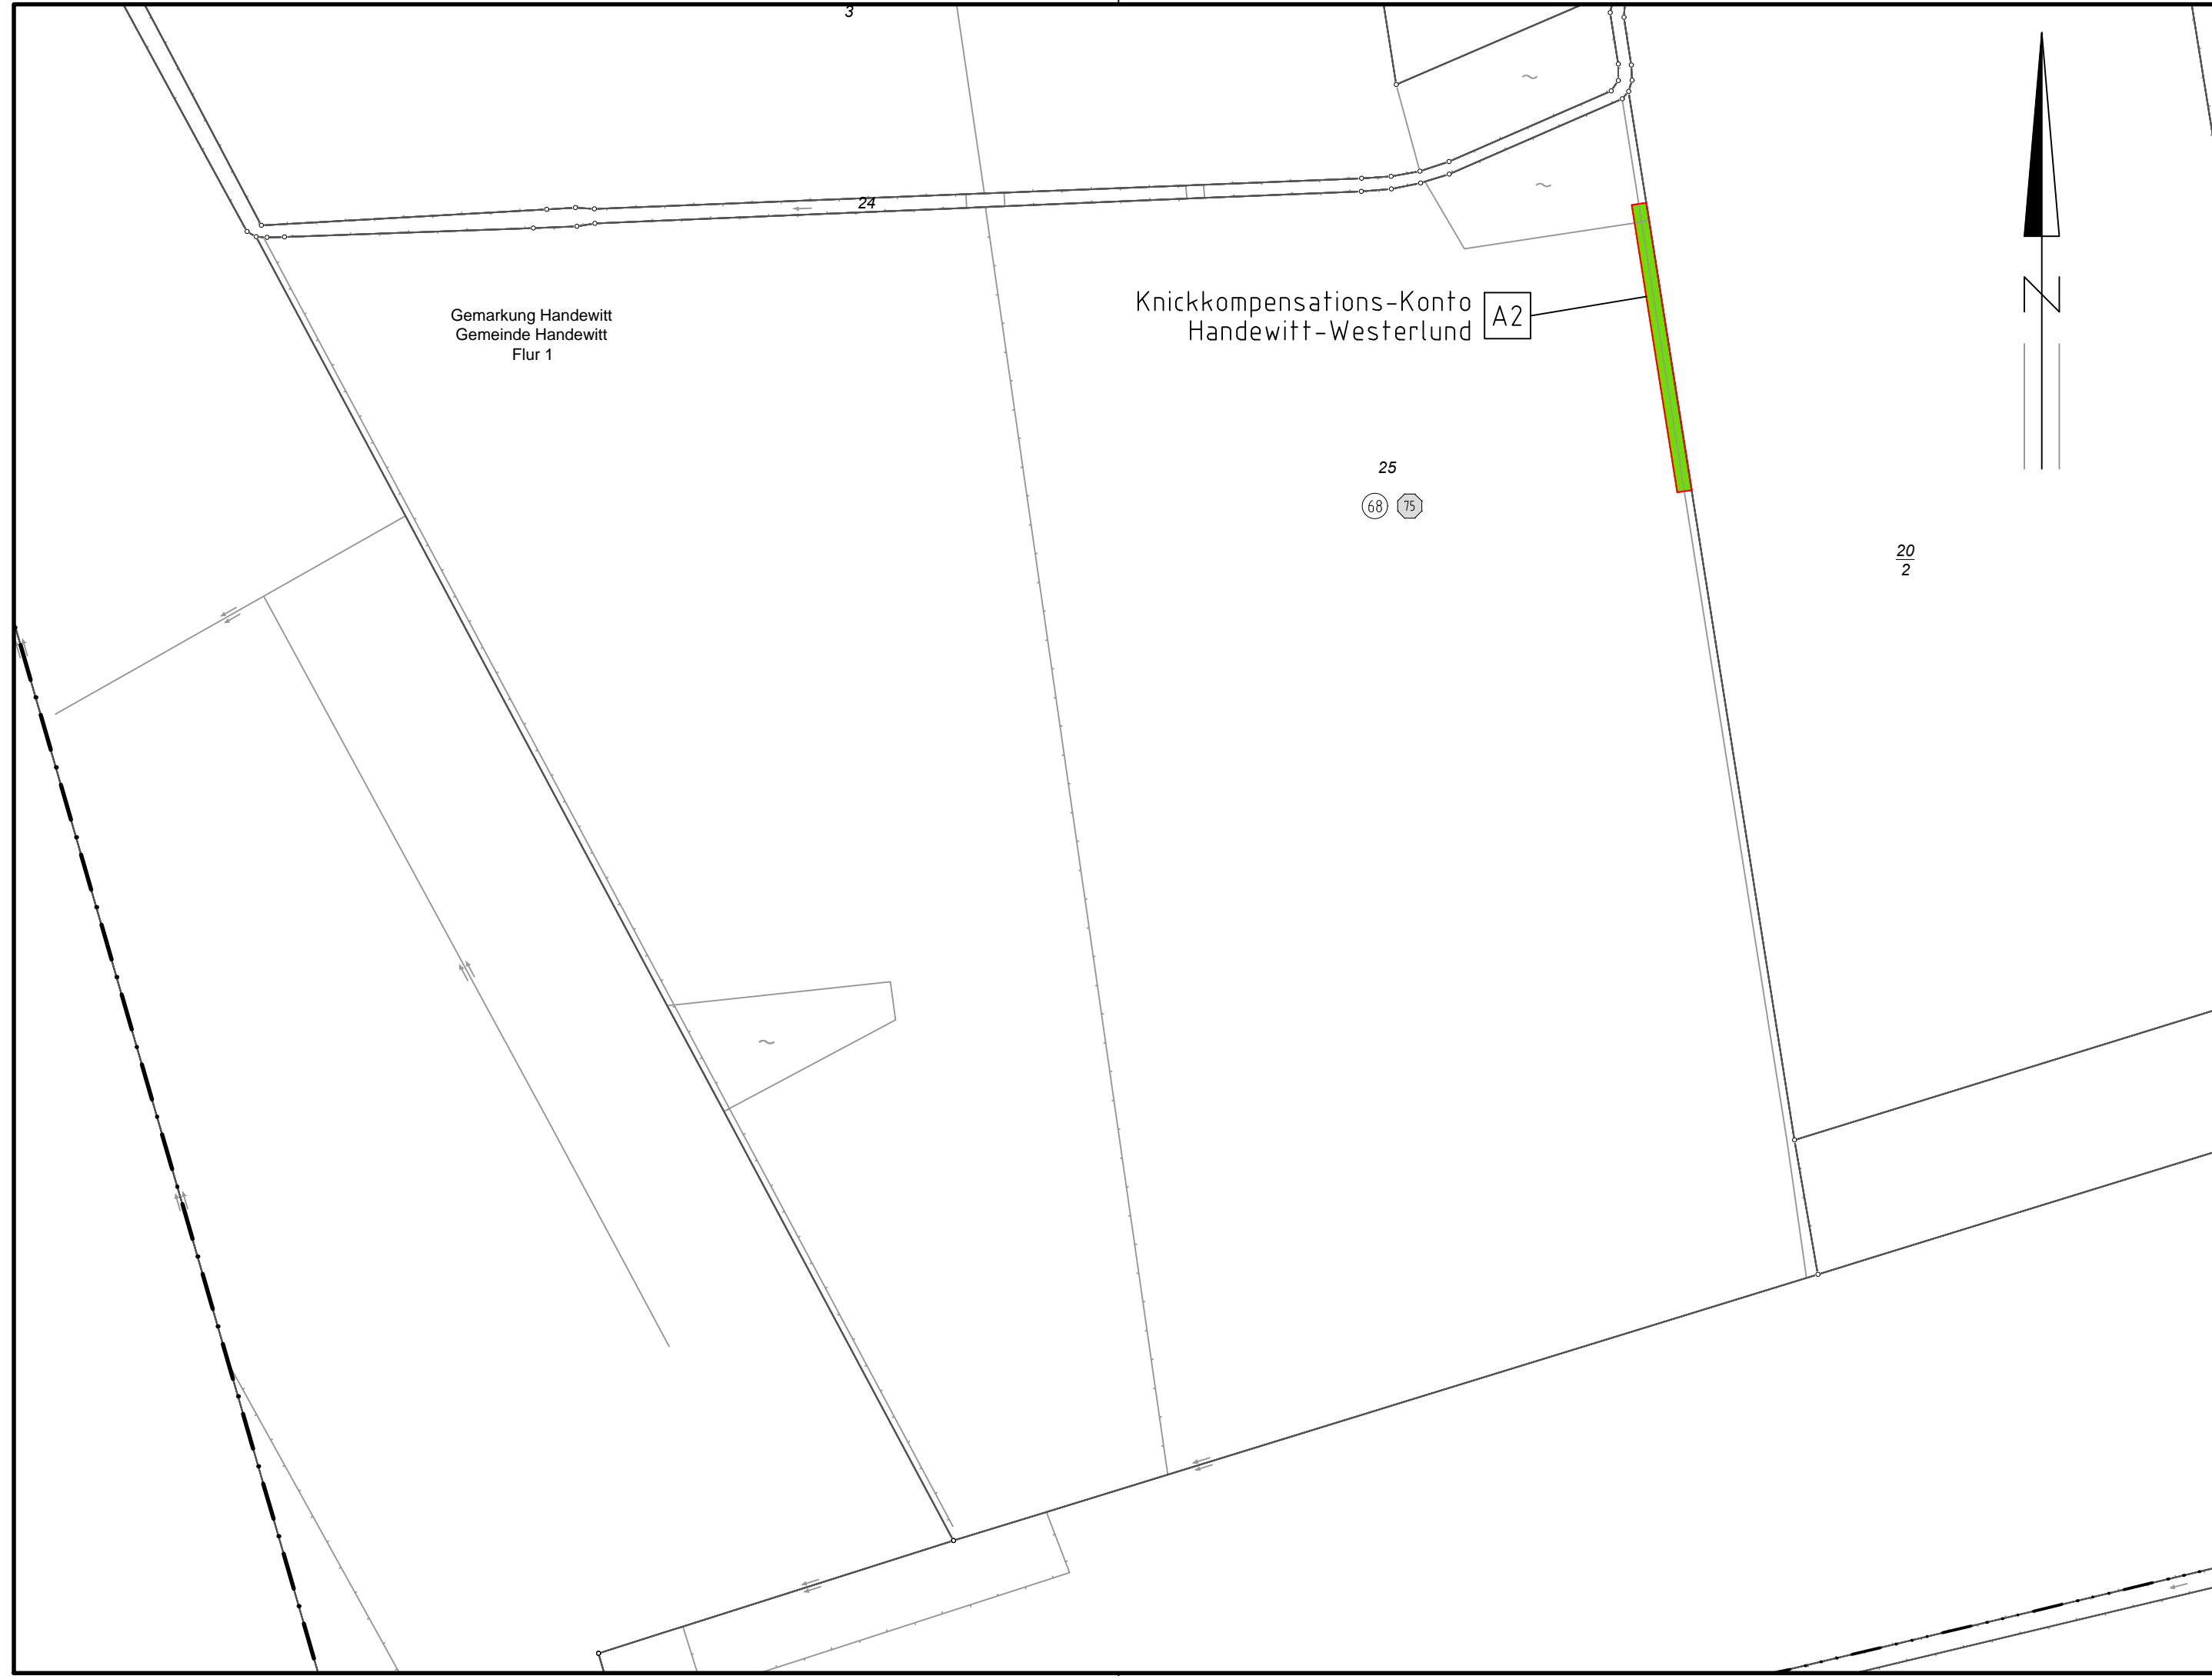 3
24
Gemarkung Handewitt
Gemeinde Handewitt
Flur 1
Knickkompensations-Konto
Handewitt-Westerlund
A2
N
25
68 75
20
2